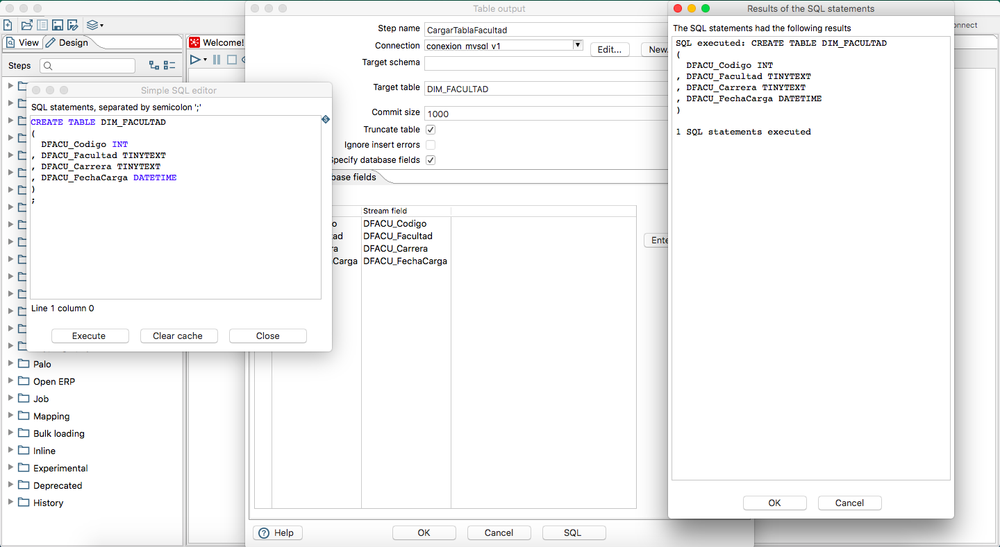 Table output
Results of the SQL statements
View
Design
Welcome!
Steps
Simple SQL editor
SQL statements, separated by semicolon ';'
CREATE TABLE DIM_FACULTAD
(
DFACU_Codigo INT
, DFACU_Facultad TINYTEXT
, DFACU_Carrera TINYTEXT
, DFACU_FechaCarga DATETIME
)
;
Line 1 column 0
Execute
Clear cache
Close
Palo
Open ERP
Job
Mapping
Bulk loading
Inline
Experimental
Deprecated
History
Step name
CargarTablaFacultad
Connection
conexion_mysql_v1
Edit...
New
Target schema
Target table
DIM_FACULTAD
Commit size
1000
Truncate table
Ignore insert errors
pecify database fields
base fields
Stream field
o
DFACU_Codigo
ad
DFACU_Facultad
ra
DFACU_Carrera
Carga
DFACU_FechaCarga
Ente
Help
OK
Cancel
SQL
The SQL statements had the following results
SQL executed: CREATE TABLE DIM_FACULTAD
(
DFACU_Codigo INT
, DFACU_Facultad TINYTEXT
, DFACU_Carrera TINYTEXT
, DFACU_FechaCarga DATETIME
)
1 SQL statements executed
OK
Cancel
onnect